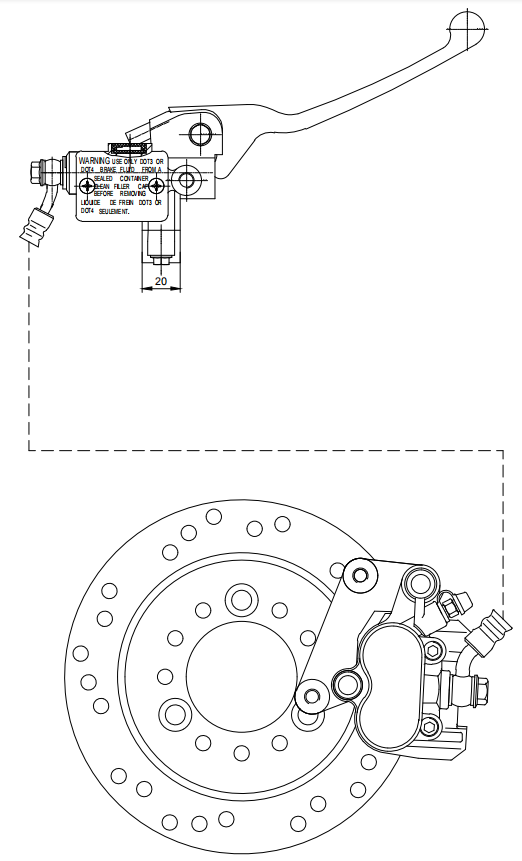 WARNING USE ONLY DOT3 OR
DOT4 BRAKE FLUID FROM A
SEALED CONTAINER
CLEAN FILLER CAP
BEFORE REMOVING
LIQUIDE DE FREIN DOT3 OR
DOT4 SEULEMENT.
20